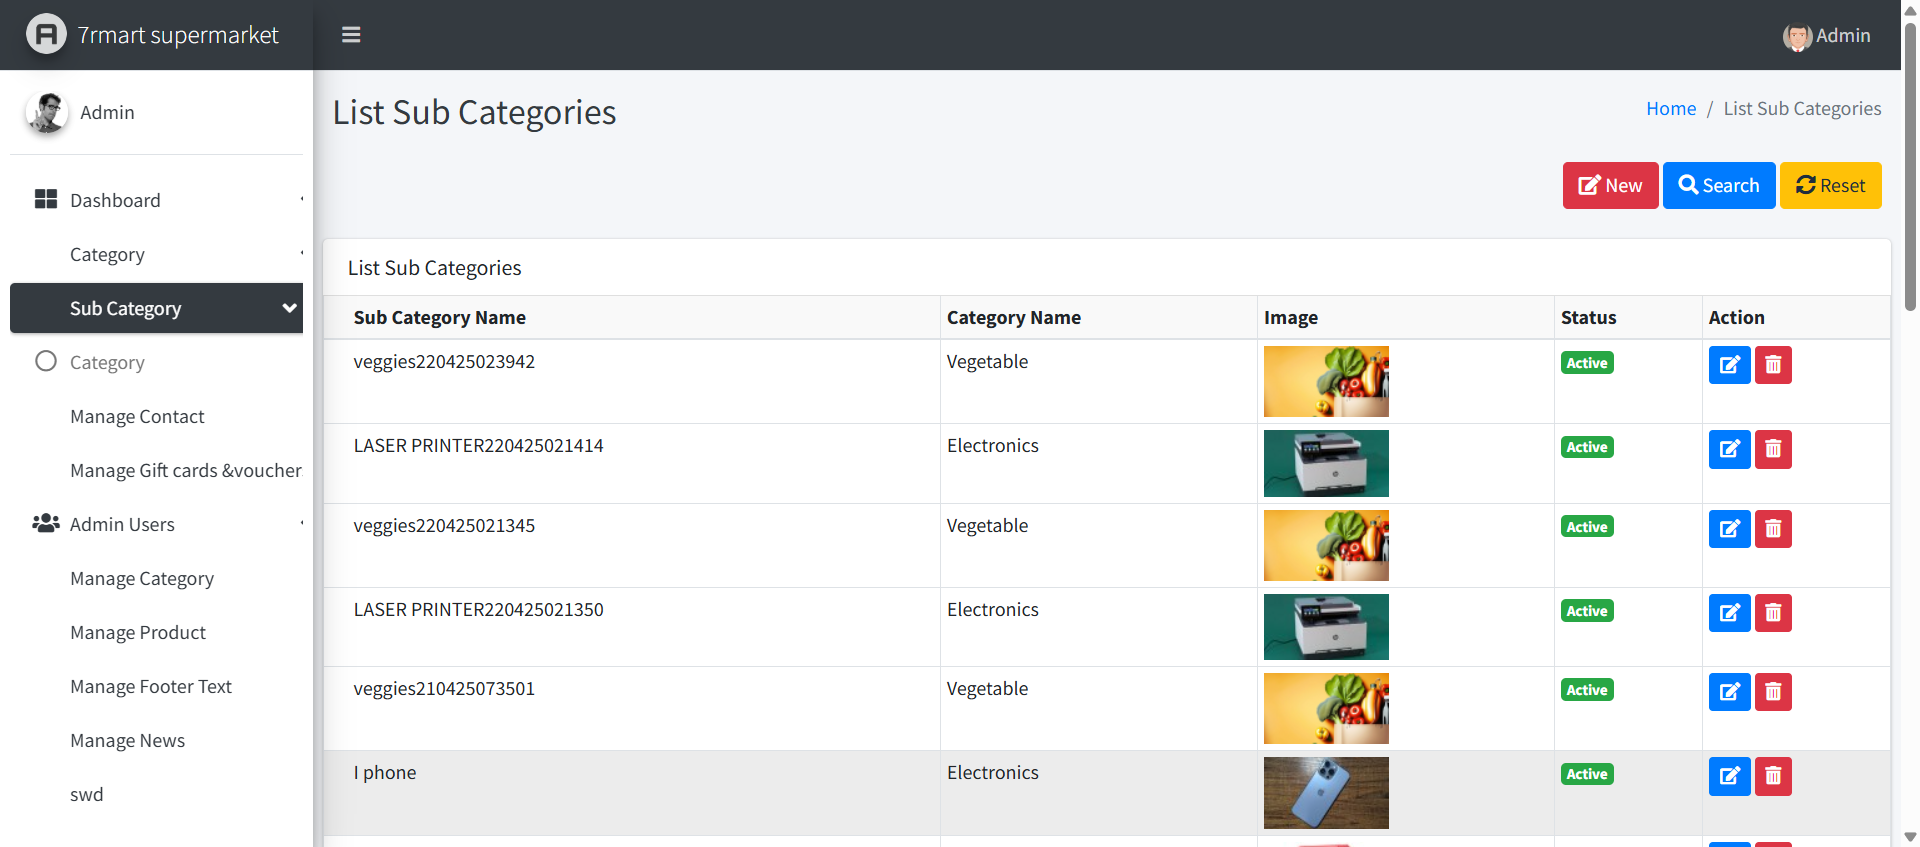 7rmart supermarket
Admin
Admin
List Sub Categories
Home / List Sub Categories
New
Search
Reset
Dashboard
Category
Sub Category
Category
Manage Contact
Manage Gift cards &voucher
Admin Users
Manage Category
Manage Product
Manage Footer Text
Manage News
swd
List Sub Categories
Sub Category Name Category Name Image Status Action
veggies220425023942 Vegetable Active
LASER PRINTER220425021414 Electronics Active
veggies220425021345 Vegetable Active
LASER PRINTER220425021350 Electronics Active
veggies210425073501 Vegetable Active
I phone Electronics Active